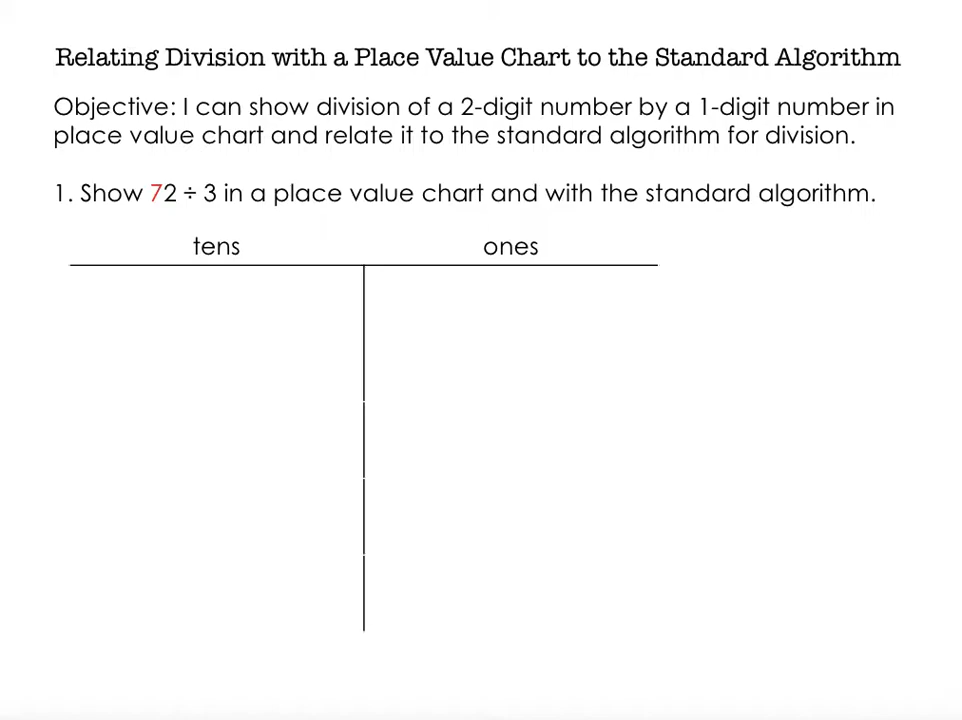 Relating Division with a Place Value Chart to the Standard Algorithm
Objective: I can show division of a 2-digit number by a 1-digit number in
place value chart and relate it to the standard algorithm for division.
1. Show 72 ÷ 3 in a place value chart and with the standard algorithm.
tens ones